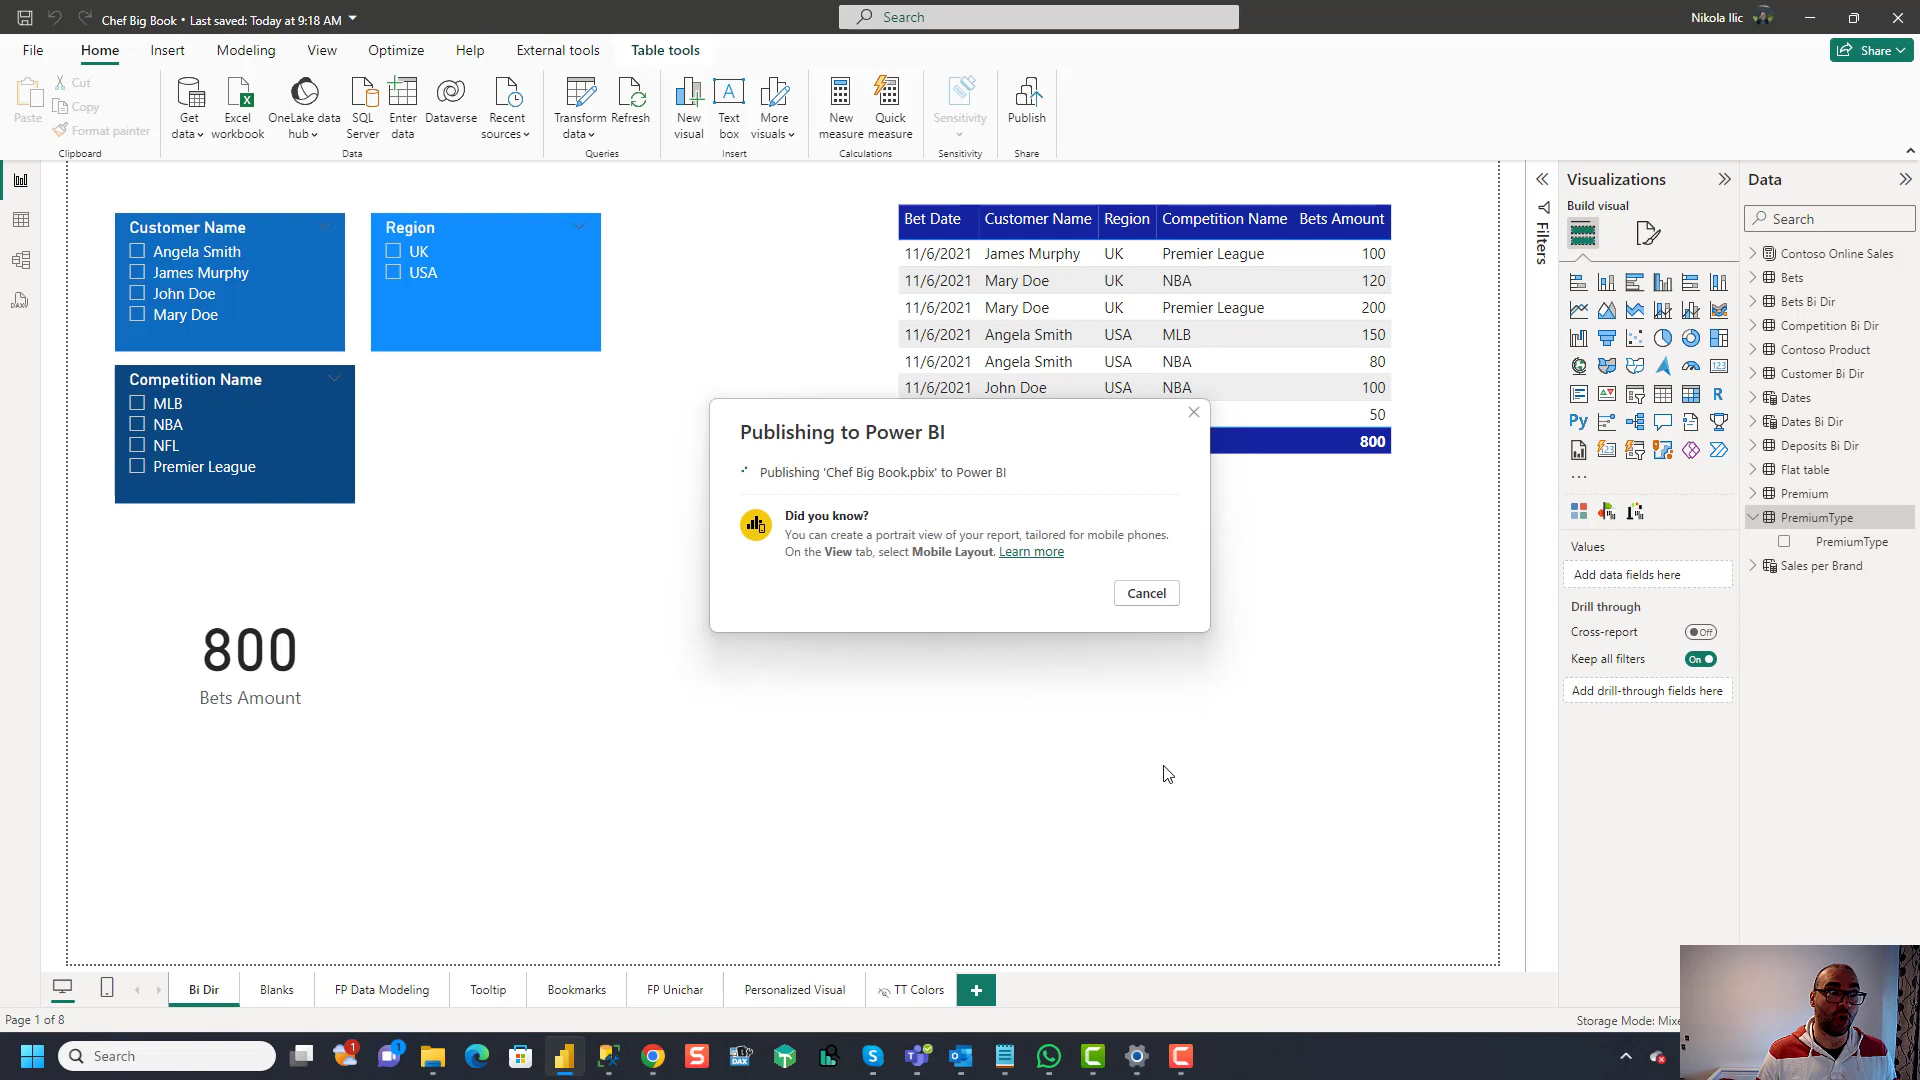 Chef Big Book • Last saved: Today at 9:18 AM
Search
Nikola Ilic
File
Home
Insert
Modeling
View
Optimize
Help
External tools
Table tools
Share
Paste
Cut
Copy
Format painter
Clipboard
Get data
Excel workbook
OneLake data hub
SQL Server
Enter data
Dataverse
Recent sources
Data
Transform data
Refresh
Queries
New visual
Text box
More visuals
Insert
New measure
Quick measure
Calculations
Sensitivity
Sensitivity
Publish
Share
Customer Name
Angela Smith
James Murphy
John Doe
Mary Doe
Region
UK
USA
Competition Name
MLB
NBA
NFL
Premier League
800
Bets Amount
Bet Date Customer Name Region Competition Name Bets Amount
11/6/2021 James Murphy UK Premier League 100
11/6/2021 Mary Doe UK NBA 120
11/6/2021 Mary Doe UK Premier League 200
11/6/2021 Angela Smith USA MLB 150
11/6/2021 Angela Smith USA NBA 80
11/6/2021 John Doe USA NBA 100
50
800
Publishing to Power BI
Publishing 'Chef Big Book.pbix' to Power BI
Did you know?
You can create a portrait view of your report, tailored for mobile phones.
On the View tab, select Mobile Layout. Learn more
Cancel
Filters
Visualizations
Build visual
R
Py
123
Values
Add data fields here
Drill through
Cross-report
Off
Keep all filters
On
Add drill-through fields here
Data
Search
Contoso Online Sales
Bets
Bets Bi Dir
Competition Bi Dir
Contoso Product
Customer Bi Dir
Dates
Dates Bi Dir
Deposits Bi Dir
Flat table
Premium
PremiumType
PremiumType
Sales per Brand
Bi Dir
Blanks
FP Data Modeling
Tooltip
Bookmarks
FP Unichar
Personalized Visual
TT Colors
Page 1 of 8
Storage Mode: Mixe
Search